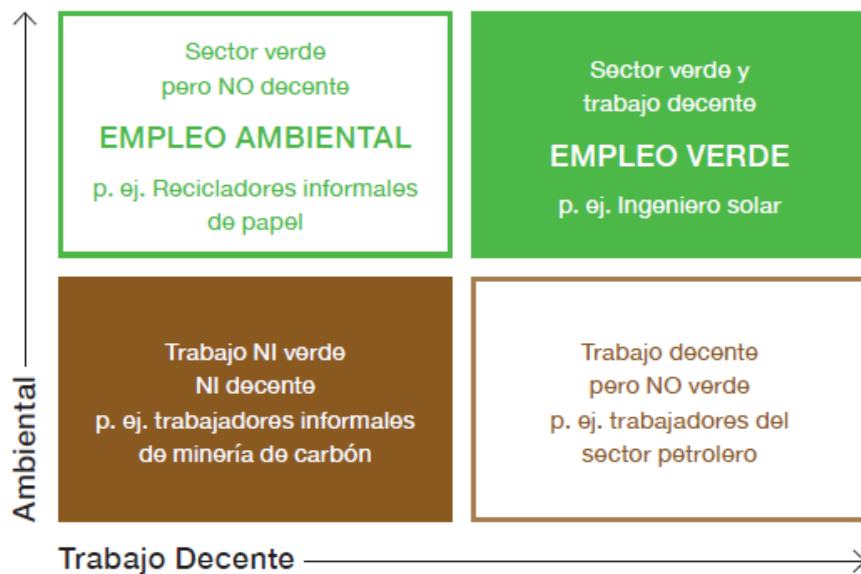 Sector verde
pero NO decente
EMPLEO AMBIENTAL
p. ej. Recicladores informales
de papel
Sector verde y
trabajo decente
EMPLEO VERDE
p. ej. Ingeniero solar
Trabajo NI verde
NI decente
p. ej. trabajadores informales
de minería de carbón
Trabajo decente
pero NO verde
p. ej. trabajadores del
sector petrolero
Ambiental
Trabajo Decente